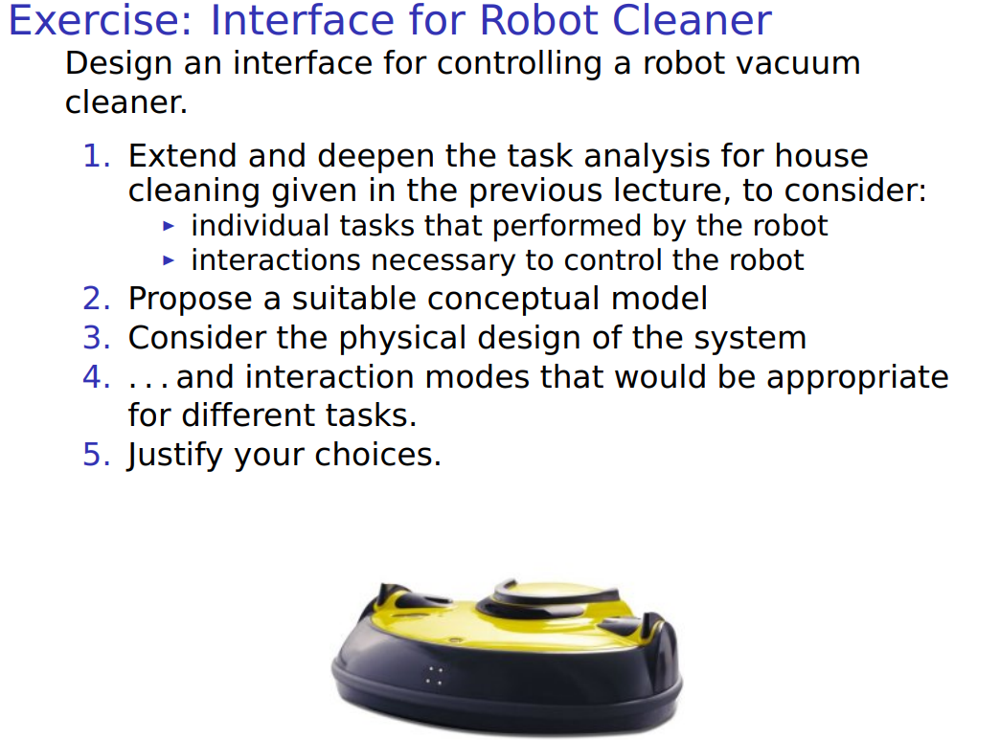 Exercise: Interface for Robot Cleaner
Design an interface for controlling a robot vacuum
cleaner.
1. Extend and deepen the task analysis for house
cleaning given in the previous lecture, to consider:
▸ individual tasks that performed by the robot
▸ interactions necessary to control the robot
2. Propose a suitable conceptual model
3. Consider the physical design of the system
4. . . . and interaction modes that would be appropriate
for different tasks.
5. Justify your choices.